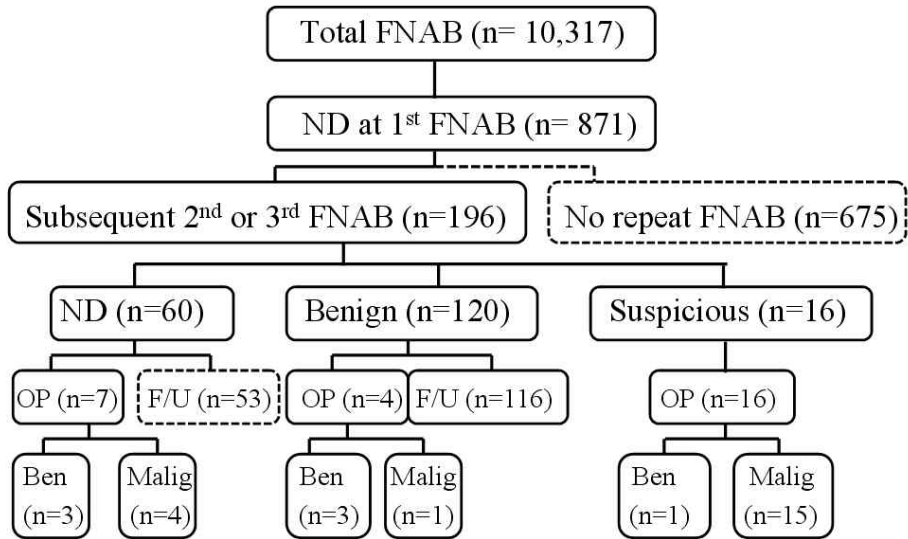 Total FNAB (n= 10,317)
ND at 1st FNAB (n= 871)
Subsequent 2nd or 3rd FNAB (n=196)
No repeat FNAB (n=675)
ND (n=60)
Benign (n=120)
Suspicious (n=16)
OP (n=7)
F/U (n=53)
OP (n=4)
F/U (n=116)
OP (n=16)
Ben
(n=3)
Malig
(n=4)
Ben
(n=3)
Malig
(n=1)
Ben
(n=1)
Malig
(n=15)